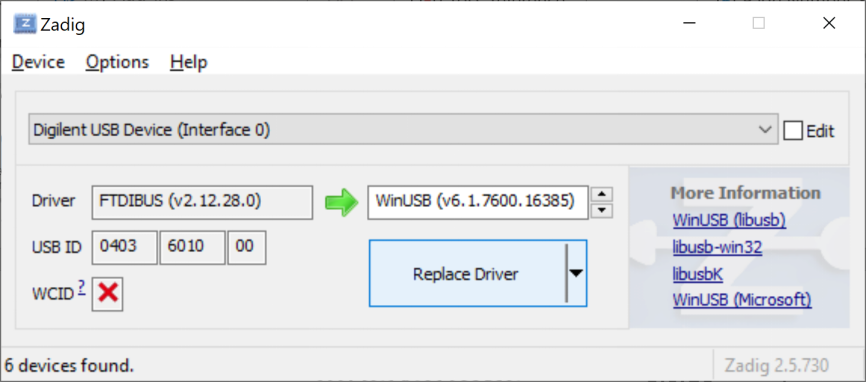 Zadig
Device Options Help
Digilent USB Device (Interface 0) Edit
Driver FTDIBUS (v2.12.28.0) WinUSB (v6.1.7600.16385)
USB ID 0403 6010 00
WCID ?
Replace Driver
More Information
WinUSB (libusb)
libusb-win32
libusbK
WinUSB (Microsoft)
6 devices found. Zadig 2.5.730